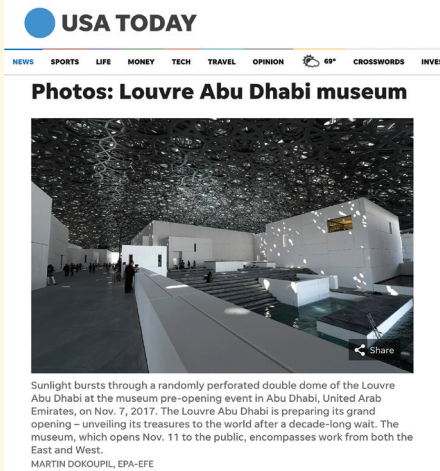 USA TODAY
NEWS SPORTS LIFE MONEY TECH TRAVEL OPINION 69° CROSSWORDS INVES
Photos: Louvre Abu Dhabi museum
Share
Sunlight bursts through a randomly perforated double dome of the Louvre
Abu Dhabi at the museum pre-opening event in Abu Dhabi, United Arab
Emirates, on Nov. 7, 2017. The Louvre Abu Dhabi is preparing its grand
opening – unveiling its treasures to the world after a decade-long wait. The
museum, which opens Nov. 11 to the public, encompasses work from both the
East and West.
MARTIN DOKOUPIL, EPA-EFE